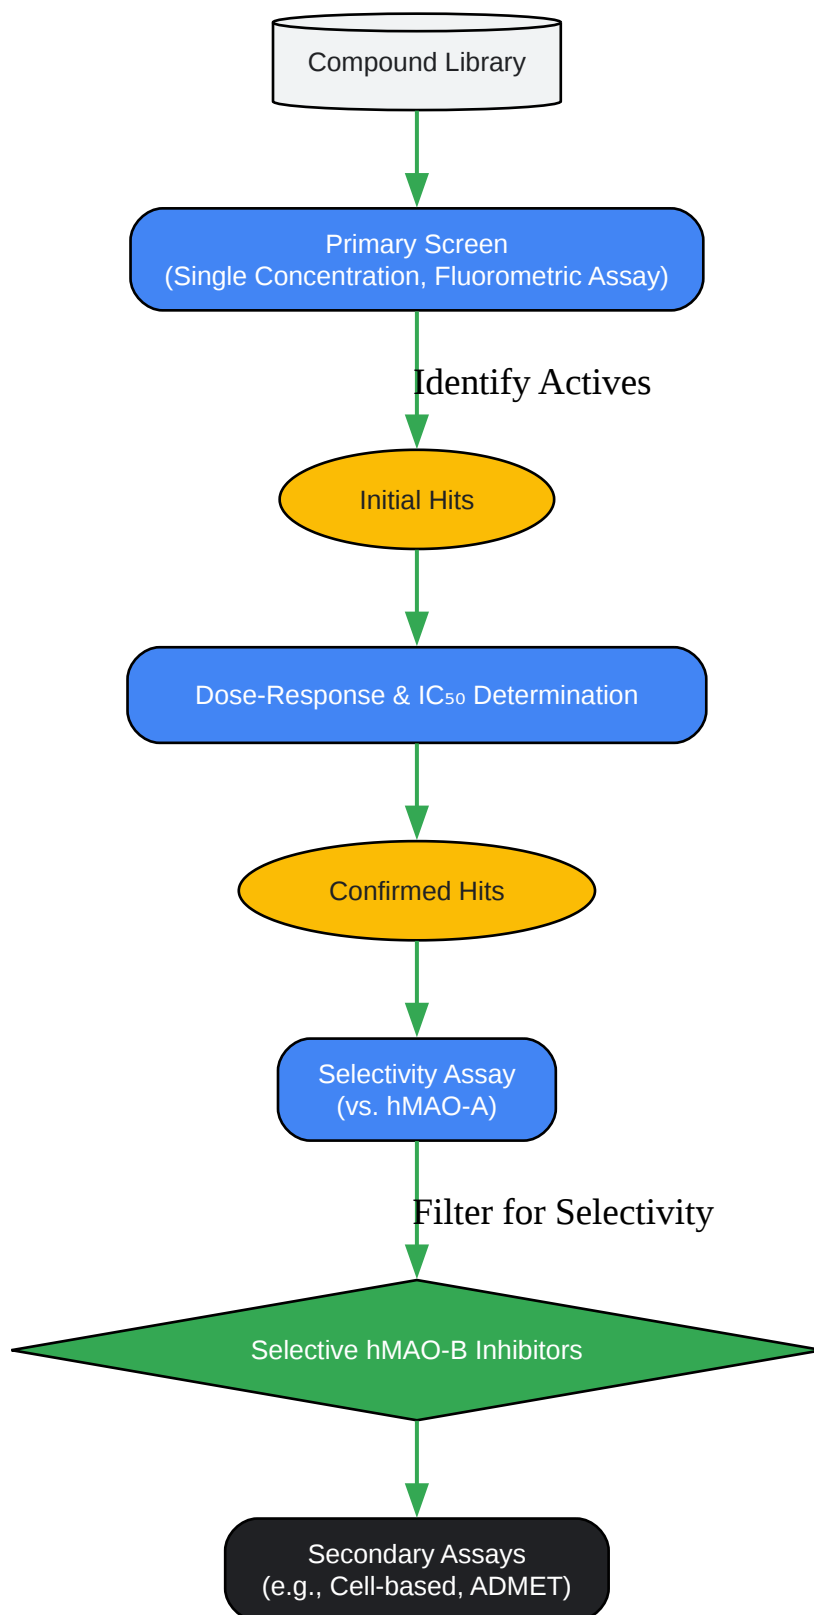 Compound Library
Primary Screen
(Single Concentration, Fluorometric Assay)
Identify Actives
Initial Hits
Dose-Response & IC₅₀ Determination
Confirmed Hits
Selectivity Assay
(vs. hMAO-A)
Filter for Selectivity
Selective hMAO-B Inhibitors
Secondary Assays
(e.g., Cell-based, ADMET)